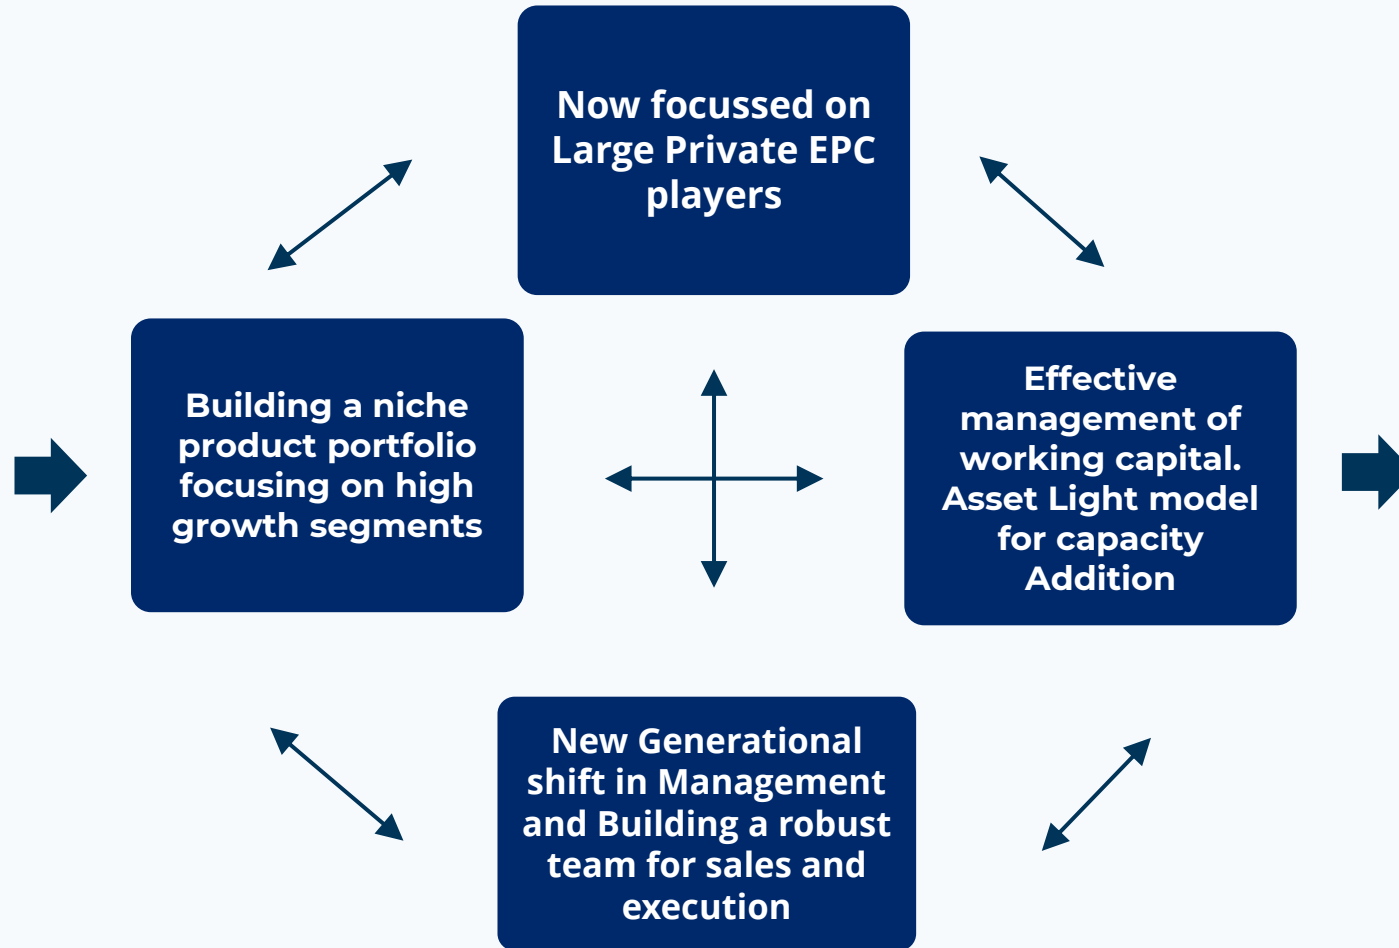 Now focussed on
Large Private EPC
players
Building a niche
product portfolio
focusing on high
growth segments
Effective
management of
working capital.
Asset Light model
for capacity
Addition
New Generational
shift in Management
and Building a robust
team for sales and
execution